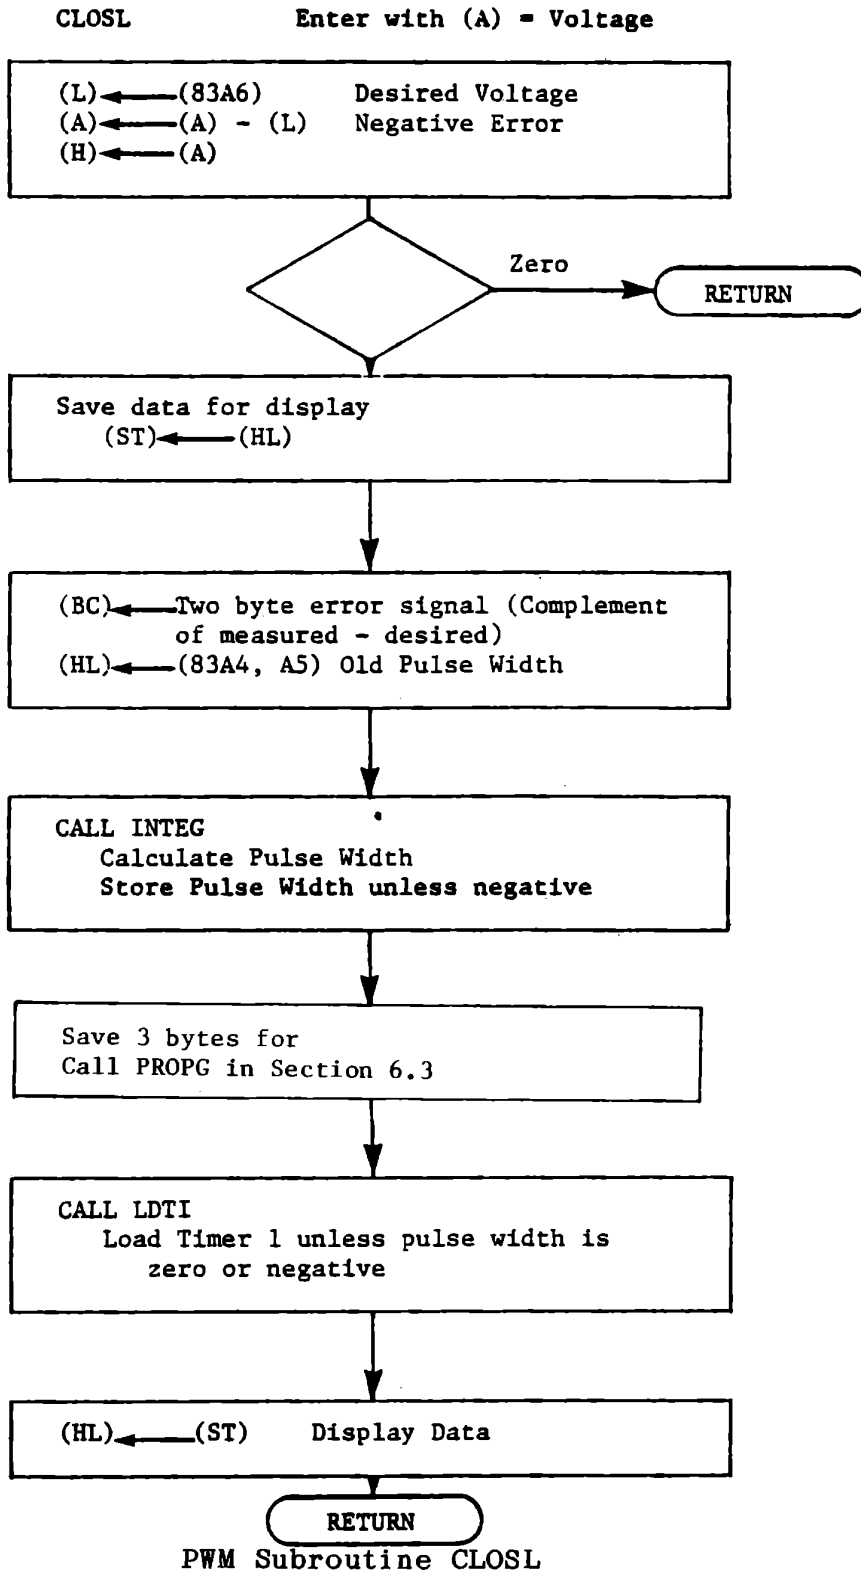 CLOSL Enter with (A) = Voltage
(L)←(83A6) Desired Voltage
(A)←(A) - (L) Negative Error
(H)←(A)
Zero
RETURN
Save data for display
(ST)←(HL)
(BC)←Two byte error signal (Complement
of measured - desired)
(HL)←(83A4, A5) Old Pulse Width
CALL INTEG
Calculate Pulse Width
Store Pulse Width unless negative
Save 3 bytes for
Call PROPG in Section 6.3
CALL LDTI
Load Timer 1 unless pulse width is
zero or negative
(HL)←(ST) Display Data
RETURN
PWM Subroutine CLOSL